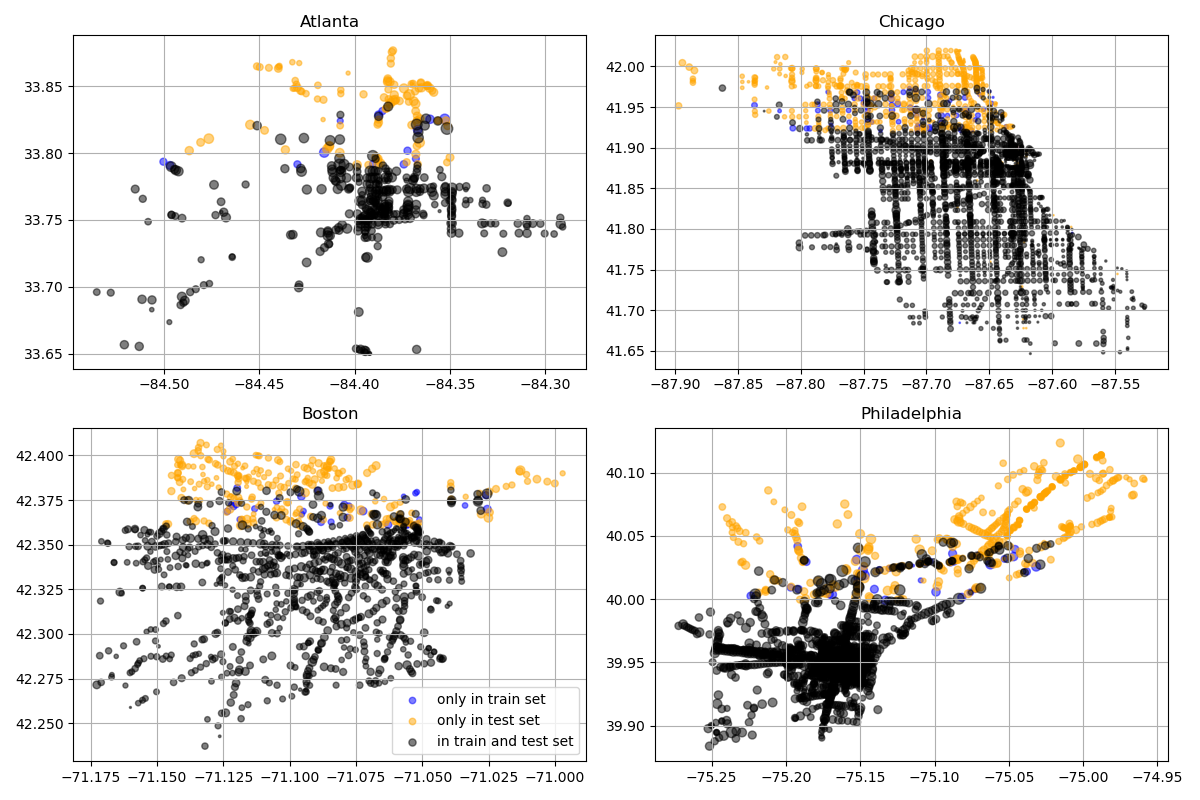 Atlanta
33.85
33.80
33.75
33.70
33.65
−84.50 −84.45 −84.40 −84.35 −84.30
Chicago
42.00
41.95
41.90
41.85
41.80
41.75
41.70
41.65
−87.90 −87.85 −87.80 −87.75 −87.70 −87.65 −87.60 −87.55
Boston
42.400
42.375
42.350
42.325
42.300
42.275
42.250
−71.175 −71.150 −71.125 −71.100 −71.075 −71.050 −71.025 −71.000
only in train set
only in test set
in train and test set
Philadelphia
40.10
40.05
40.00
39.95
39.90
−75.25 −75.20 −75.15 −75.10 −75.05 −75.00 −74.95